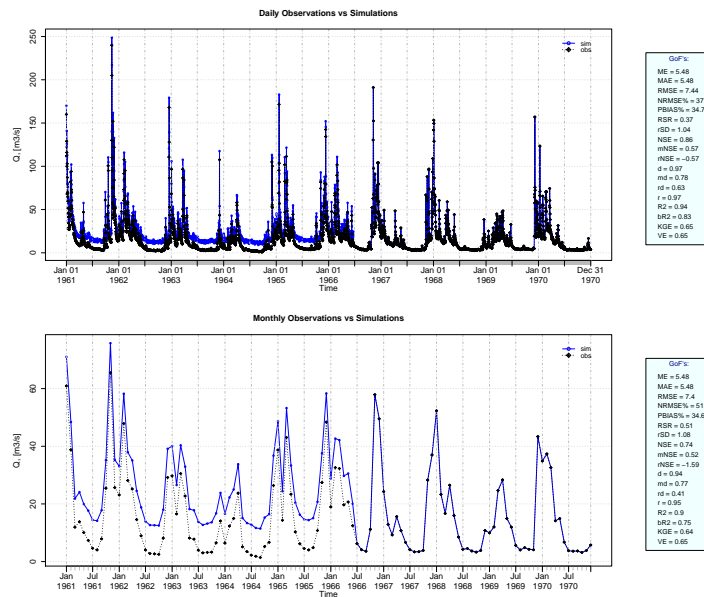 Daily Observations vs Simulations
Q, [m3/s]
0 50 100 150 200 250
sim
obs
Jan 01 Jan 01 Jan 01 Jan 01 Jan 01 Jan 01 Jan 01 Jan 01 Jan 01 Jan 01 Dec 31
1961 1962 1963 1964 1965 1966 1967 1968 1969 1970 1970
Time
GoF's:
ME = 5.48
MAE = 5.48
RMSE = 7.44
NRMSE% = 37
PBIAS% = 34.7
RSR = 0.37
rSD = 1.04
NSE = 0.86
mNSE = 0.57
rNSE = −0.57
d = 0.97
md = 0.78
rd = 0.63
r = 0.97
R2 = 0.94
bR2 = 0.83
KGE = 0.65
VE = 0.65
Monthly Observations vs Simulations
Q, [m3/s]
0 20 40 60
sim
obs
Jan Jul Jan Jul Jan Jul Jan Jul Jan Jul Jan Jul Jan Jul Jan Jul Jan Jul Jan Jul
1961 1961 1962 1962 1963 1963 1964 1964 1965 1965 1966 1966 1967 1967 1968 1968 1969 1969 1970 1970
Time
GoF's:
ME = 5.48
MAE = 5.48
RMSE = 7.4
NRMSE% = 51
PBIAS% = 34.6
RSR = 0.51
rSD = 1.08
NSE = 0.74
mNSE = 0.52
rNSE = −1.59
d = 0.94
md = 0.77
rd = 0.41
r = 0.95
R2 = 0.9
bR2 = 0.75
KGE = 0.64
VE = 0.65